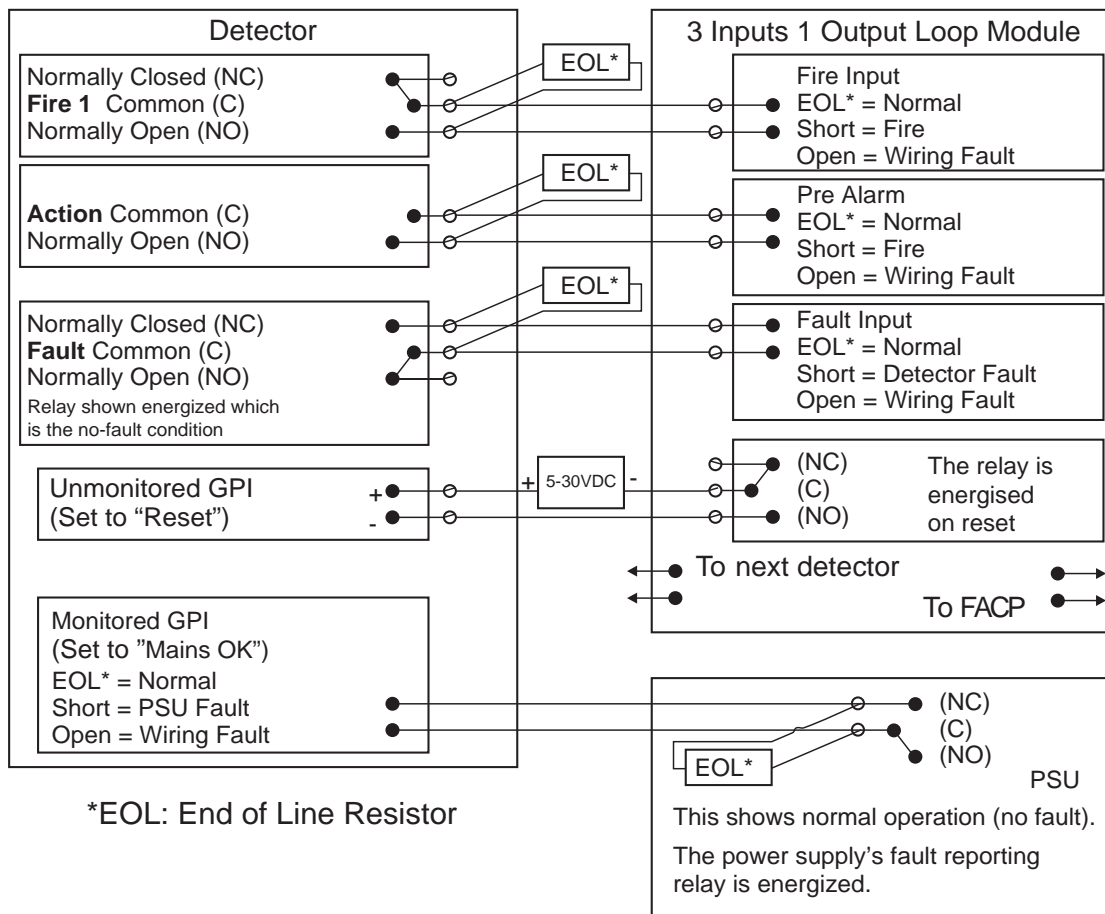 Detector
Normally Closed (NC)
Fire 1 Common (C)
Normally Open (NO)
EOL*
Action Common (C)
Normally Open (NO)
EOL*
Normally Closed (NC)
Fault Common (C)
Normally Open (NO)
Relay shown energized which
is the no-fault condition
EOL*
Unmonitored GPI
(Set to “Reset”)
+
-
+
5-30VDC
-
Monitored GPI
(Set to ”Mains OK”)
EOL* = Normal
Short = PSU Fault
Open = Wiring Fault
*EOL: End of Line Resistor
3 Inputs 1 Output Loop Module
Fire Input
EOL* = Normal
Short = Fire
Open = Wiring Fault
Pre Alarm
EOL* = Normal
Short = Fire
Open = Wiring Fault
Fault Input
EOL* = Normal
Short = Detector Fault
Open = Wiring Fault
(NC)
(C)
(NO)
The relay is
energised
on reset
To next detector
To FACP
(NC)
(C)
(NO)
EOL*
PSU
This shows normal operation (no fault).
The power supply’s fault reporting
relay is energized.